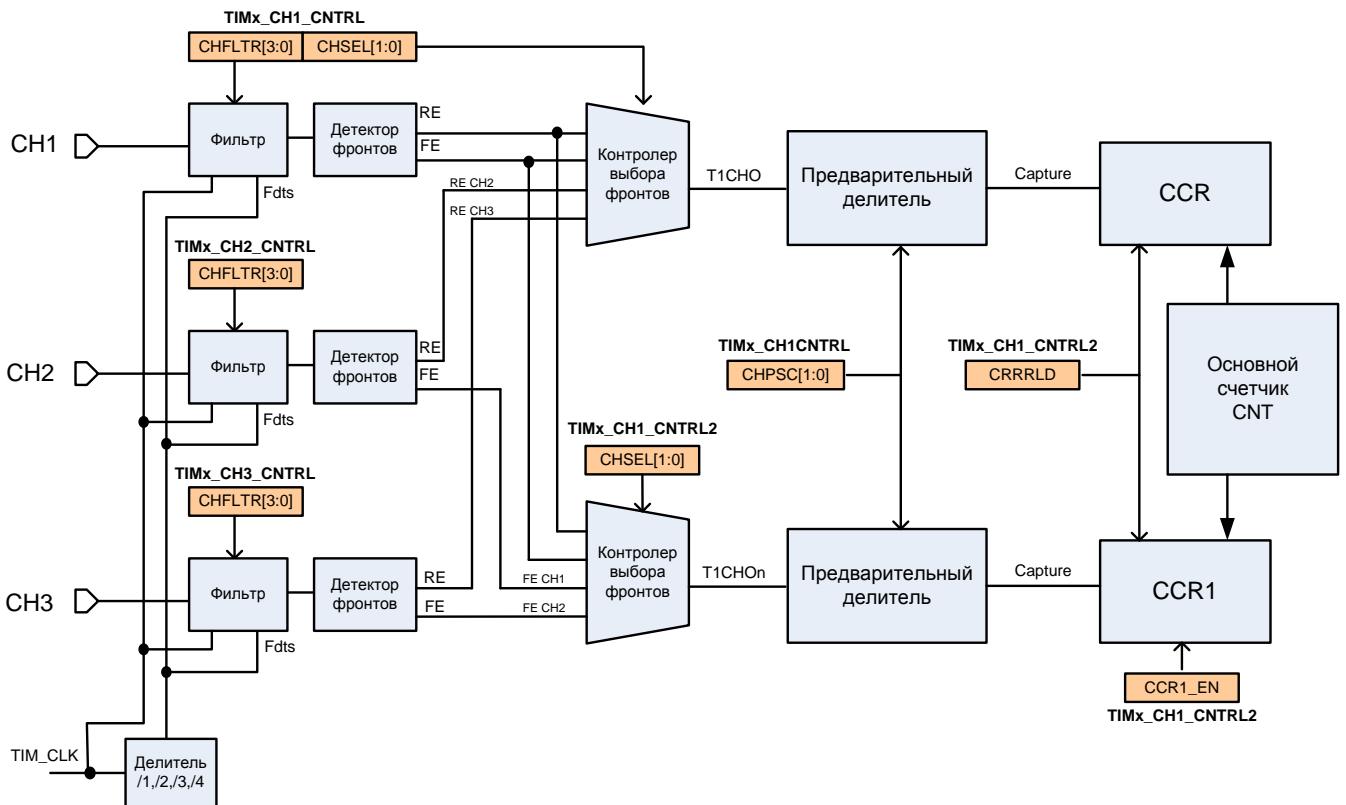 TIMx_CH1_CNTRL
CHFLTR[3:0] CHSEL[1:0]
CH1
Фильтр
Детектор
фронтов
RE
FE
Fdts
RE CH2
RE CH3
Контролер
выбора
фронтов
T1CHO
Предварительный
делитель
Capture
CCR
TIMx_CH2_CNTRL
CHFLTR[3:0]
CH2
Фильтр
Детектор
фронтов
RE
FE
Fdts
TIMx_CH1CNTRL
CHPSC[1:0]
TIMx_CH1_CNTRL2
CRRRLD
Основной
счетчик
CNT
TIMx_CH1_CNTRL2
CHSEL[1:0]
TIMx_CH3_CNTRL
CHFLTR[3:0]
CH3
Фильтр
Детектор
фронтов
RE
FE
Fdts
FE CH1
FE CH2
Контролер
выбора
фронтов
T1CHOn
Предварительный
делитель
Capture
CCR1
CCR1_EN
TIMx_CH1_CNTRL2
TIM_CLK
Делитель
/1,/2,/3,/4